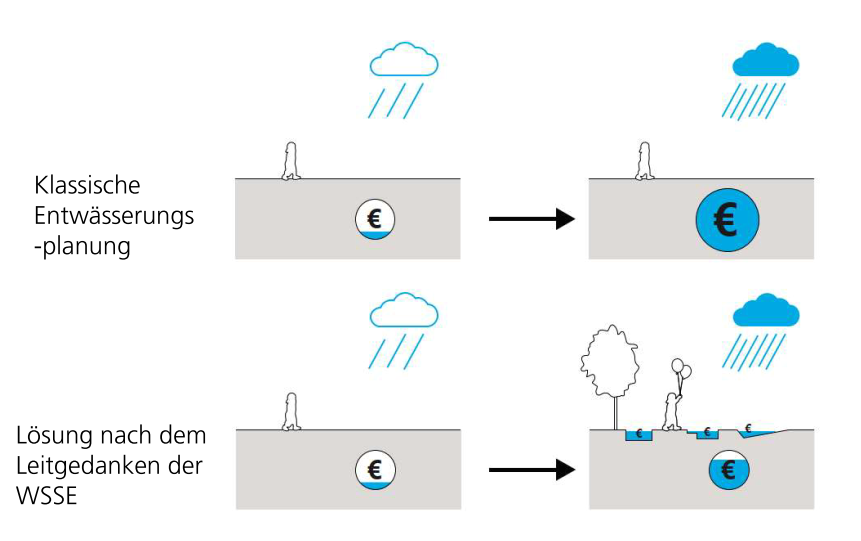 Klassische
Entwässerungs
-planung
€
€
Lösung nach dem
Leitgedanken der
WSSE
€
€
€
€
€